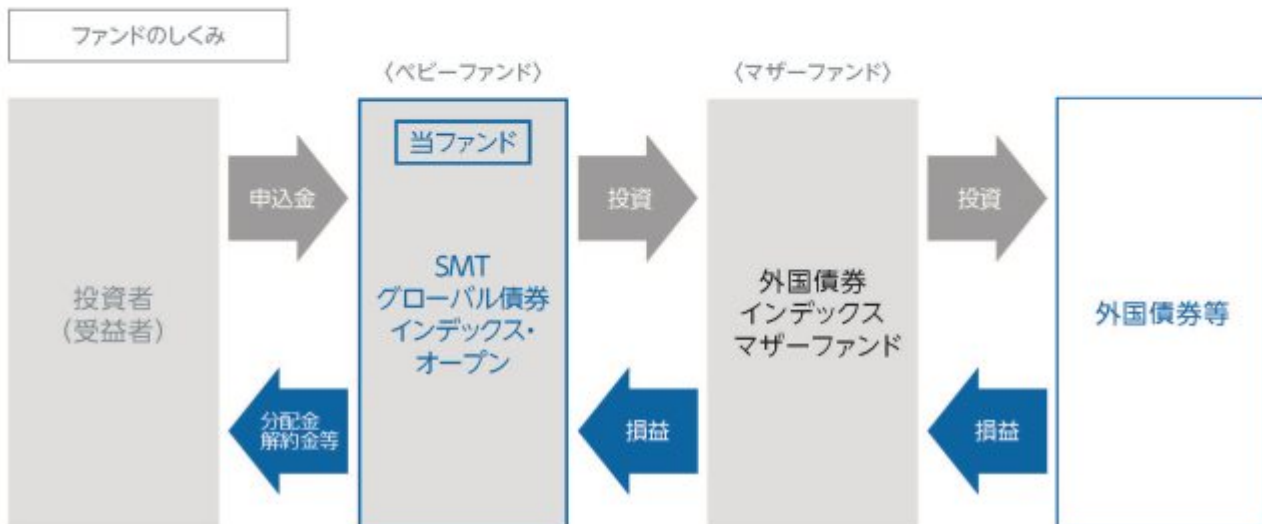 ファンドのしくみ
〈ベビーファンド〉
〈マザーファンド〉
投資者
(受益者)
申込金
分配金
解約金等
当ファンド
SMT
グローバル債券
インデックス・
オープン
投資
損益
外国債券
インデックス
マザーファンド
投資
損益
外国債券等